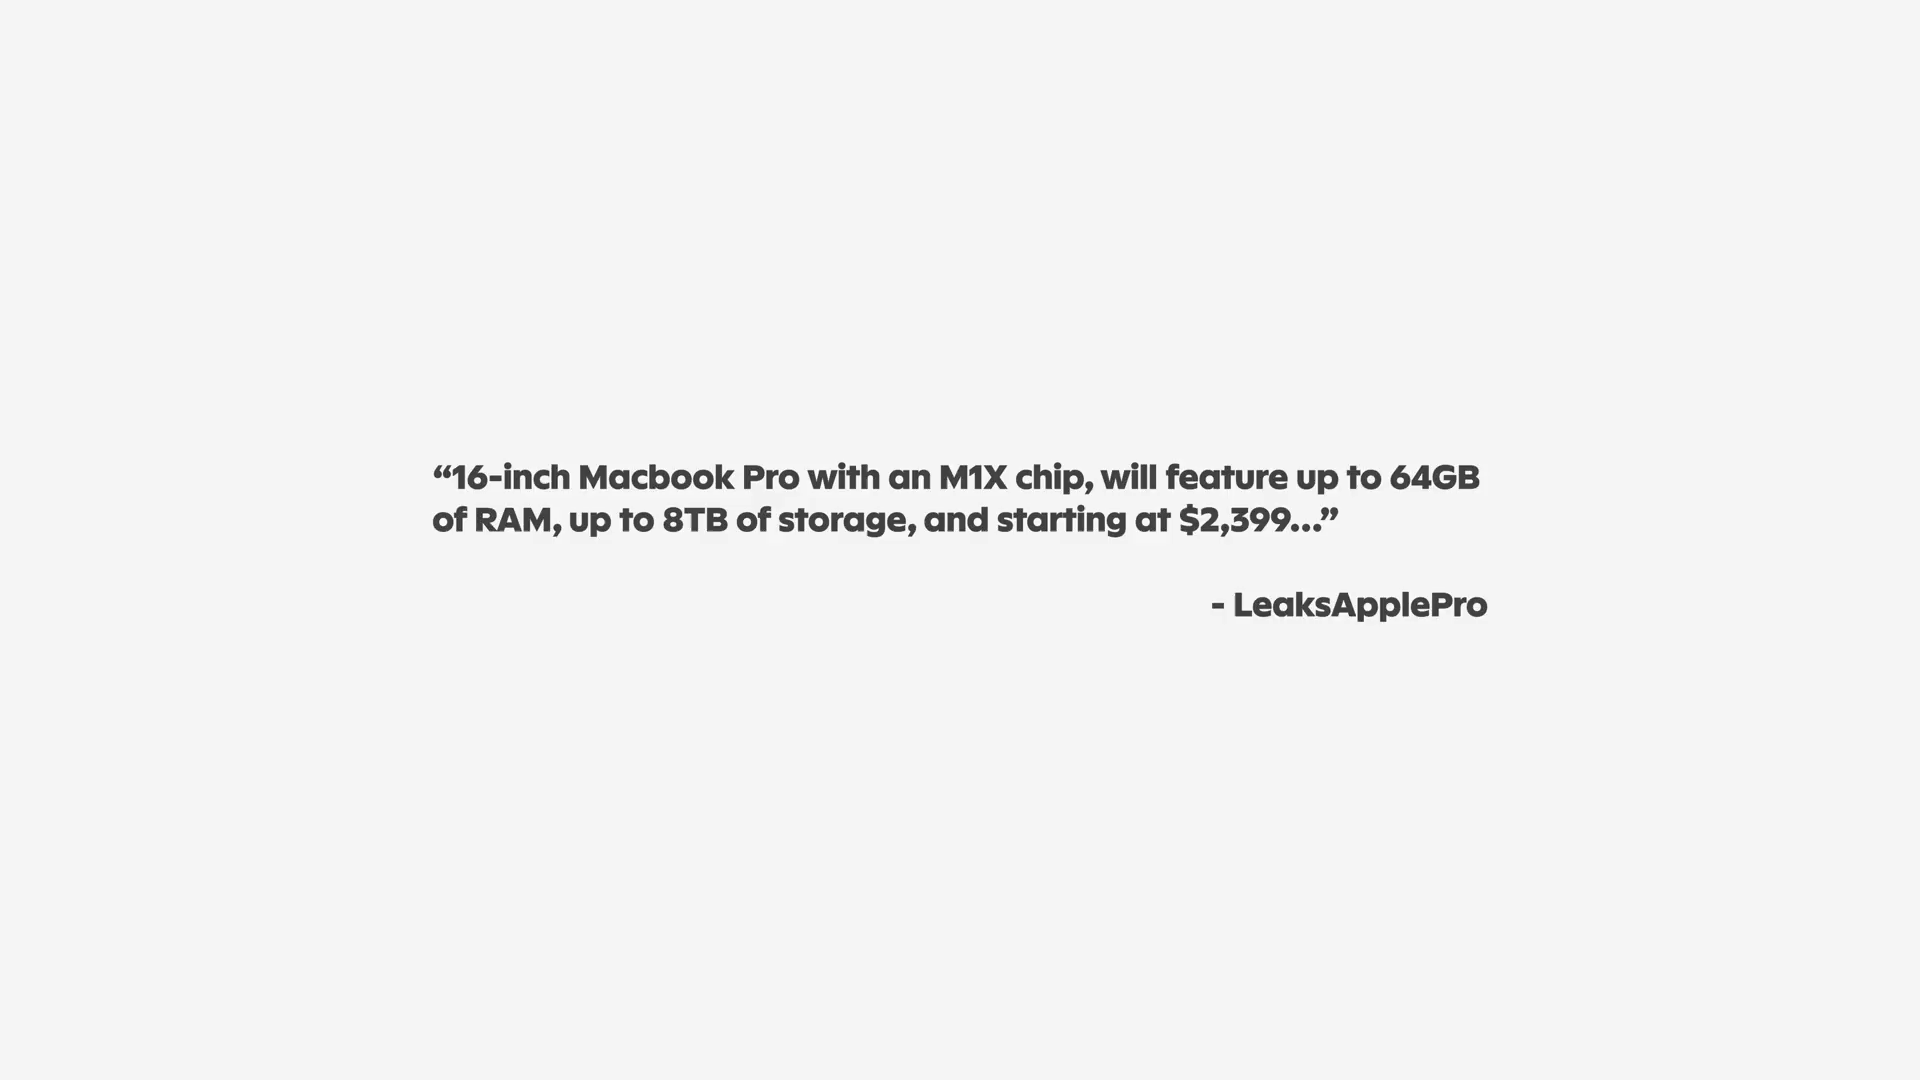 “16-inch Macbook Pro with an M1X chip, will feature up to 64GB
of RAM, up to 8TB of storage, and starting at $2,399...”
- LeaksApplePro